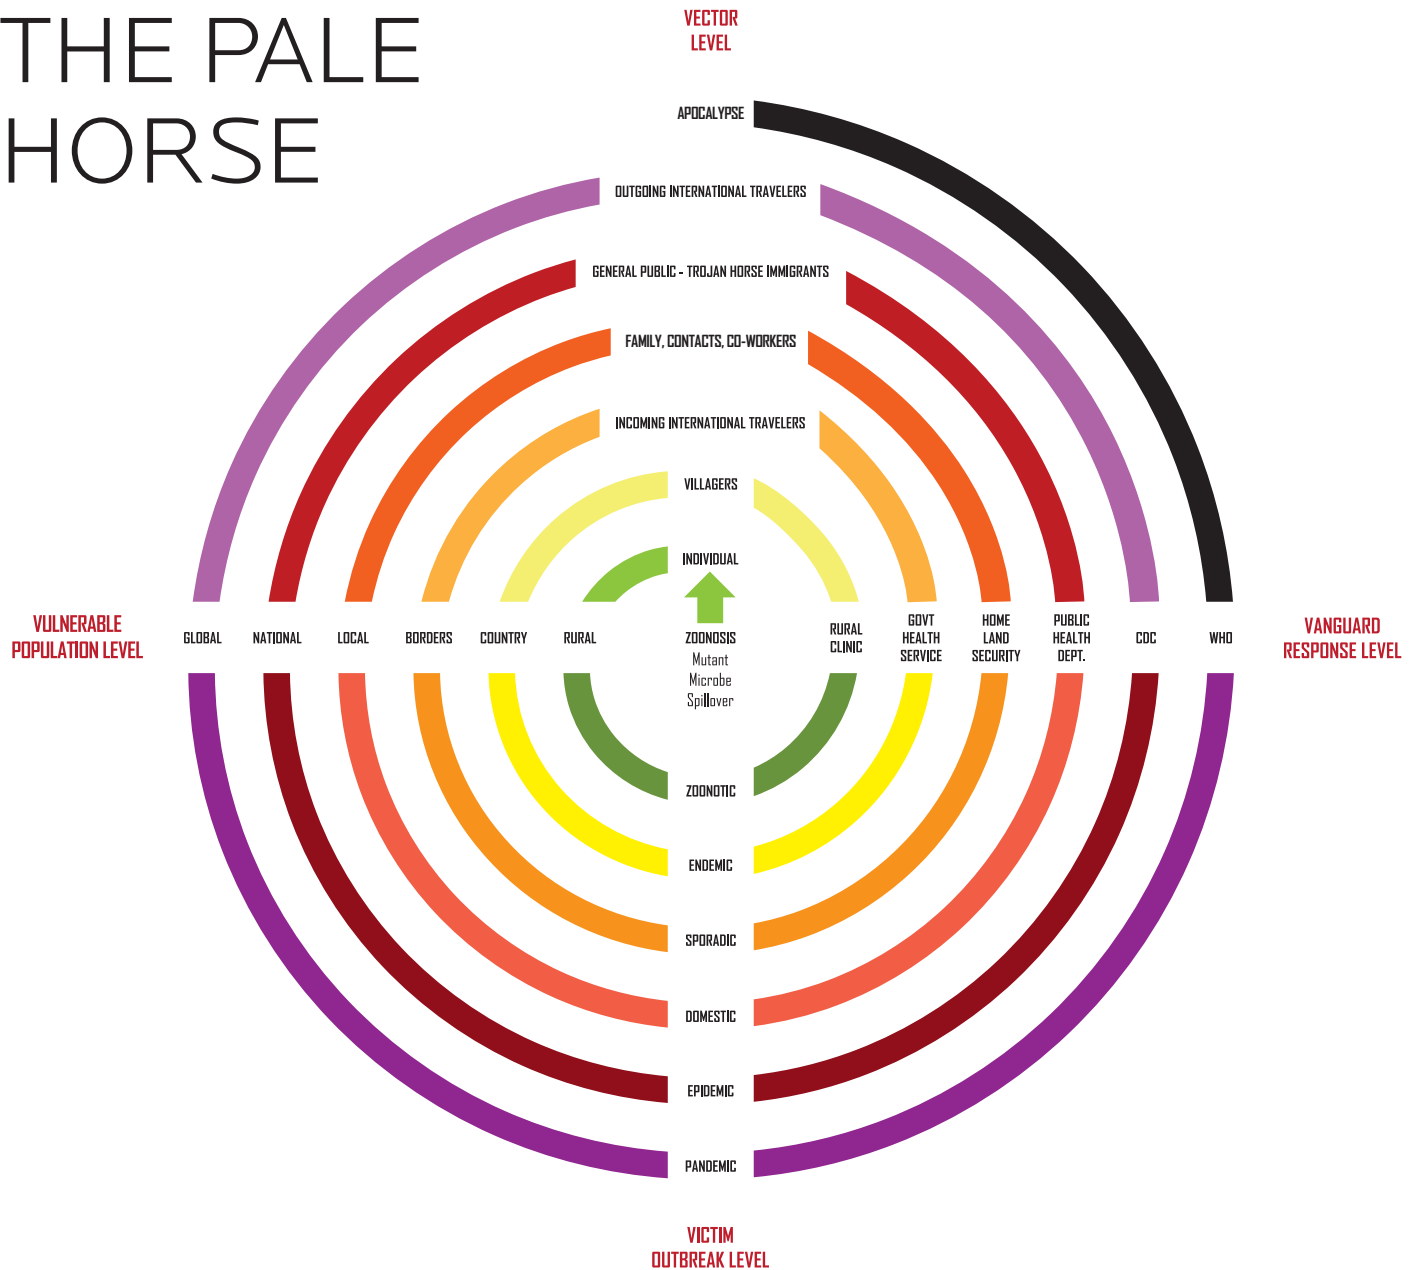 THE PALE
HORSE
VECTOR
LEVEL
APOCALYPSE
OUTGOING INTERNATIONAL TRAVELERS
GENERAL PUBLIC - TROJAN HORSE IMMIGRANTS
FAMILY, CONTACTS, CO-WORKERS
INCOMING INTERNATIONAL TRAVELERS
VILLAGERS
INDIVIDUAL
VULNERABLE
POPULATION LEVEL
GLOBAL
NATIONAL
LOCAL
BORDERS
COUNTRY
RURAL
ZOONOSIS
Mutant
Microbe
Spillover
RURAL
CLINIC
GOVT
HEALTH
SERVICE
HOME
LAND
SECURITY
PUBLIC
HEALTH
DEPT.
CDC
WHO
VANGUARD
RESPONSE LEVEL
ZOONOTIC
ENDEMIC
SPORADIC
DOMESTIC
EPIDEMIC
PANDEMIC
VICTIM
OUTBREAK LEVEL